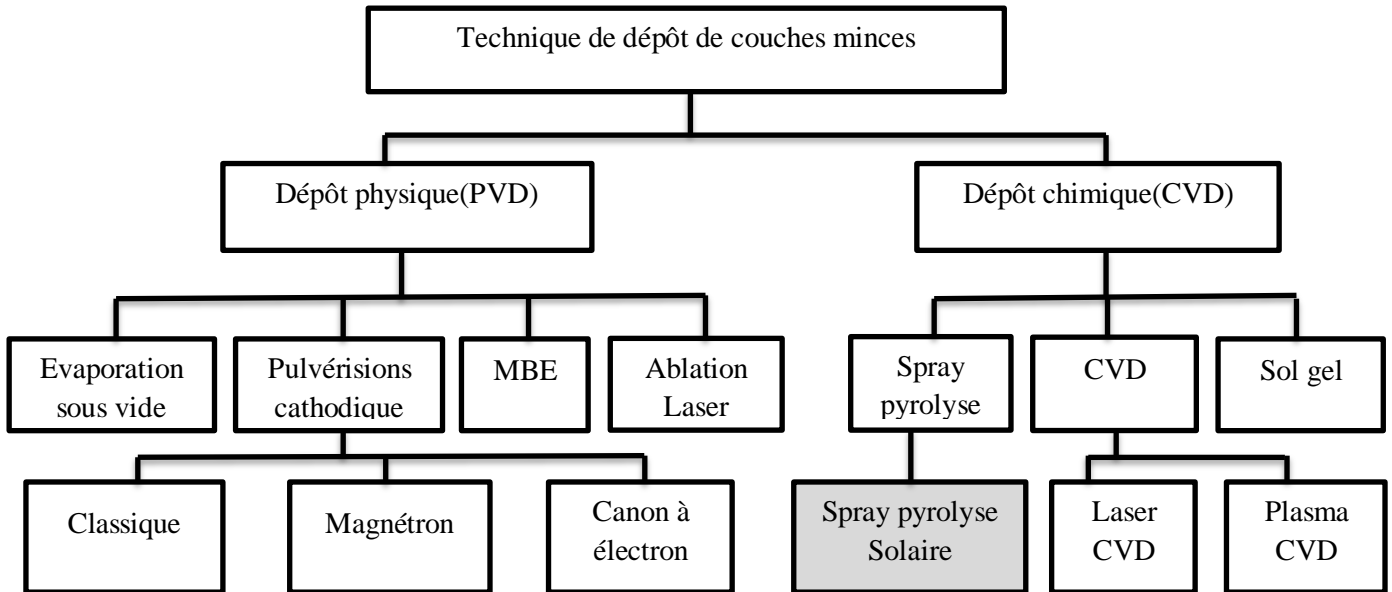 Technique de dépôt de couches minces
Dépôt physique(PVD)
Dépôt chimique(CVD)
Evaporation
sous vide
Pulvérisions
cathodique
MBE
Ablation
Laser
Spray
pyrolyse
CVD
Sol gel
Classique
Magnétron
Canon à
électron
Spray pyrolyse
Solaire
Laser
CVD
Plasma
CVD